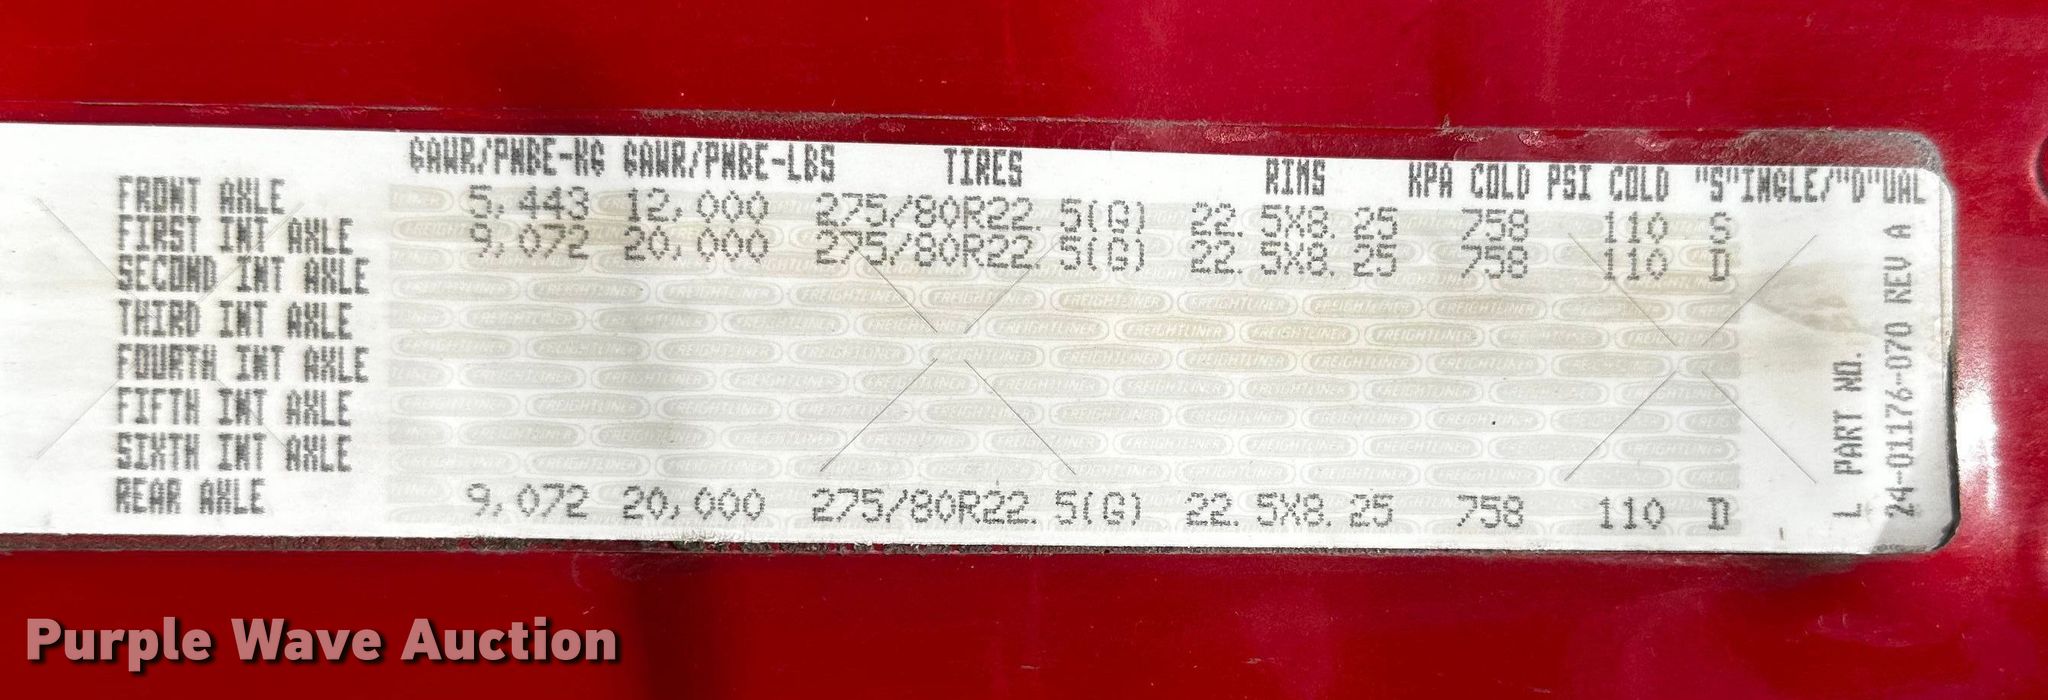 GAWR/PNBE-KG GAWR/PNBE-LBS TIRES RIMS KPA COLD PSI COLD "S"INGLE/"D"UAL
FRONT AXLE 5,443 12,000 275/80R22.5(G) 22.5X8.25 758 110 S
FIRST INT AXLE 9,072 20,000 275/80R22.5(G) 22.5X8.25 758 110 D
SECOND INT AXLE
THIRD INT AXLE
FOURTH INT AXLE
FIFTH INT AXLE
SIXTH INT AXLE
REAR AXLE 9,072 20,000 275/80R22.5(G) 22.5X8.25 758 110 D
L PART NO.
24-01176-070 REV A
FREIGHTLINER
Purple Wave Auction